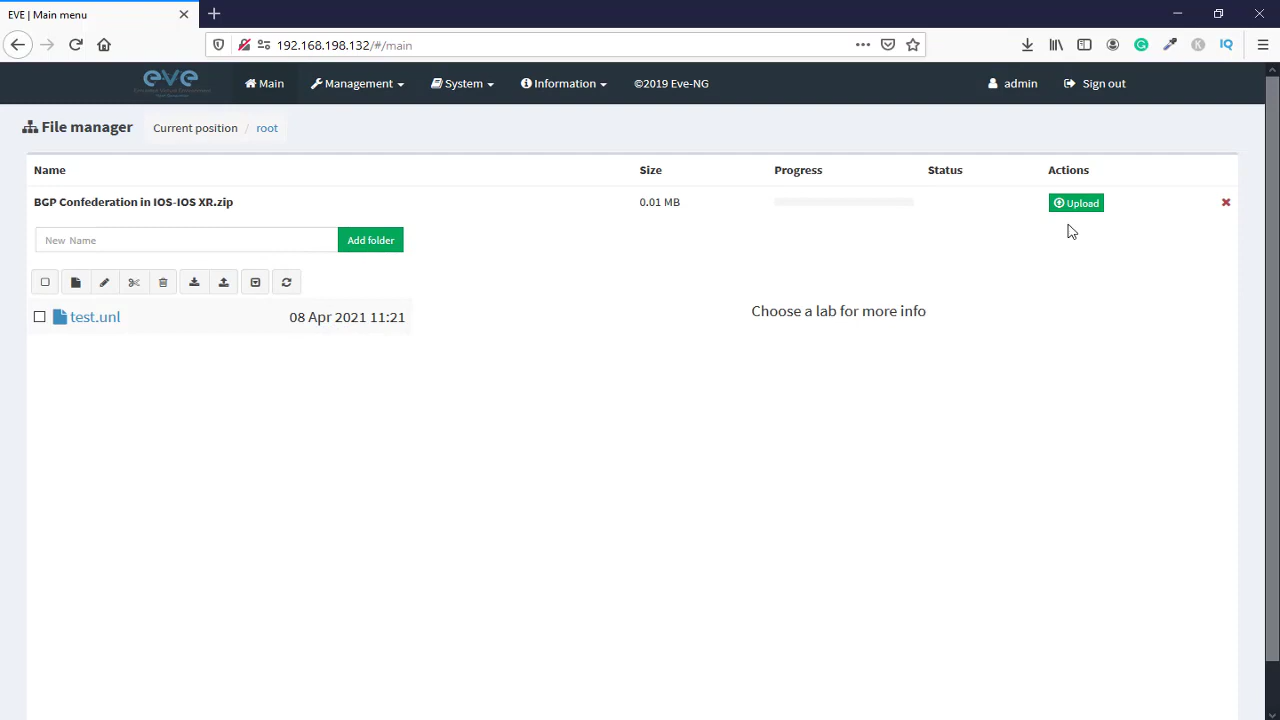 EVE | Main menu
192.168.198.132/#/main
eve
Main
Management
System
Information
©2019 Eve-NG
admin
Sign out
File manager
Current position / root
Name Size Progress Status Actions
BGP Confederation in IOS-IOS XR.zip 0.01 MB Upload
New Name Add folder
test.unl 08 Apr 2021 11:21
Choose a lab for more info